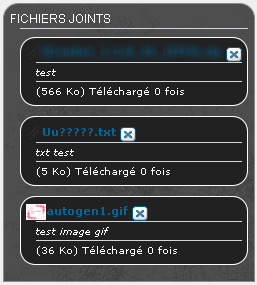 FICHIERS JOINTS
test
(566 Ko) Téléchargé 0 fois
Uu?????.txt
txt test
(5 Ko) Téléchargé 0 fois
autogen1.gif
test image gif
(36 Ko) Téléchargé 0 fois